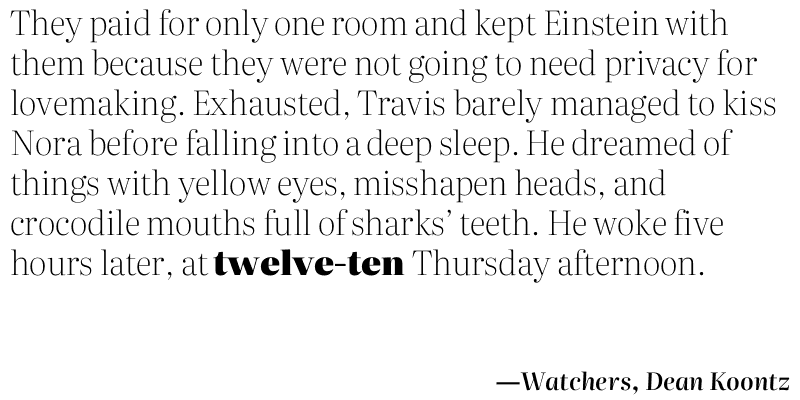 They paid for only one room and kept Einstein with
them because they were not going to need privacy for
lovemaking. Exhausted, Travis barely managed to kiss
Nora before falling into a deep sleep. He dreamed of
things with yellow eyes, misshapen heads, and
crocodile mouths full of sharks’ teeth. He woke five
hours later, at twelve-ten Thursday afternoon.
—Watchers, Dean Koontz